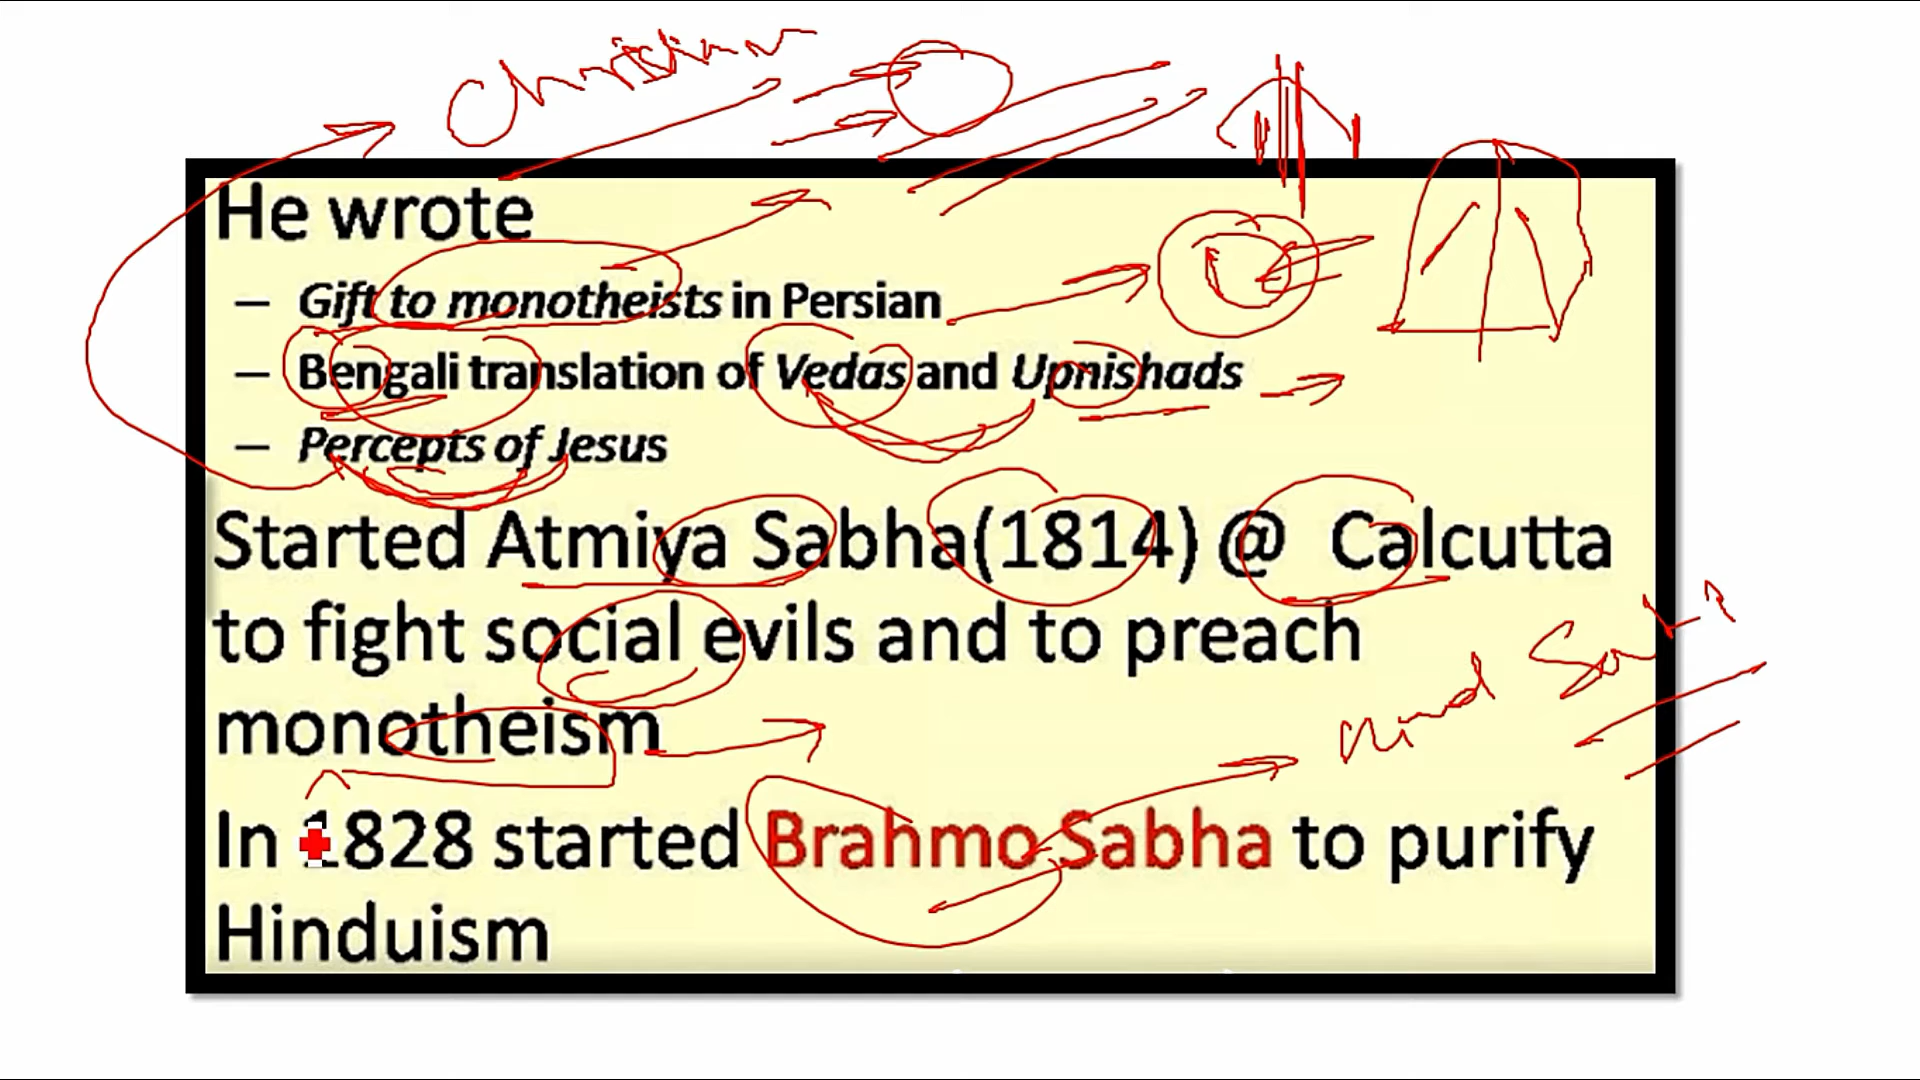 Christian
He wrote
– Gift to monotheists in Persian
– Bengali translation of Vedas and Upnishads
– Percepts of Jesus
Started Atmiya Sabha(1814) @ Calcutta
to fight social evils and to preach
monotheism
In 1828 started Brahmo Sabha to purify
Hinduism